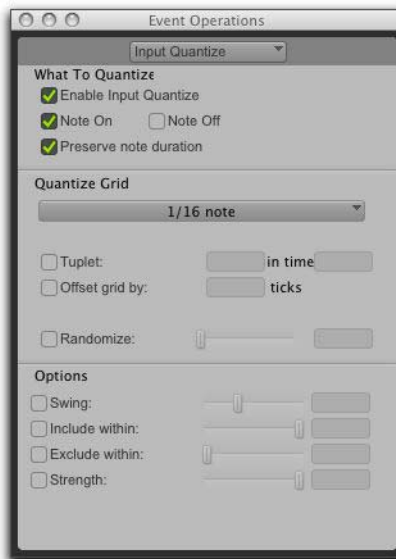 Event Operations
Input Quantize
What To Quantize
Enable Input Quantize
Note On Note Off
Preserve note duration
Quantize Grid
1/16 note
Tuplet: in time
Offset grid by: ticks
Randomize:
Options
Swing:
Include within:
Exclude within:
Strength: